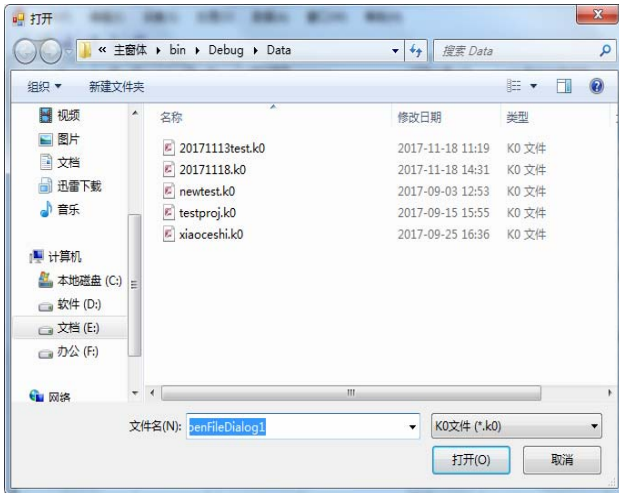 打开
« 主窗体 ▸ bin ▸ Debug ▸ Data
搜索 Data
组织 ▼ 新建文件夹
名称 修改日期 类型
20171113test.k0 2017-11-18 11:19 K0 文件
20171118.k0 2017-11-18 14:31 K0 文件
newtest.k0 2017-09-03 12:53 K0 文件
testproj.k0 2017-09-15 15:55 K0 文件
xiaoceshi.k0 2017-09-25 16:36 K0 文件
视频
图片
文档
迅雷下载
音乐
计算机
本地磁盘 (C:)
软件 (D:)
文档 (E:)
办公 (F:)
网络
文件名(N): penFileDialog1 K0文件 (*.k0)
打开(O) 取消